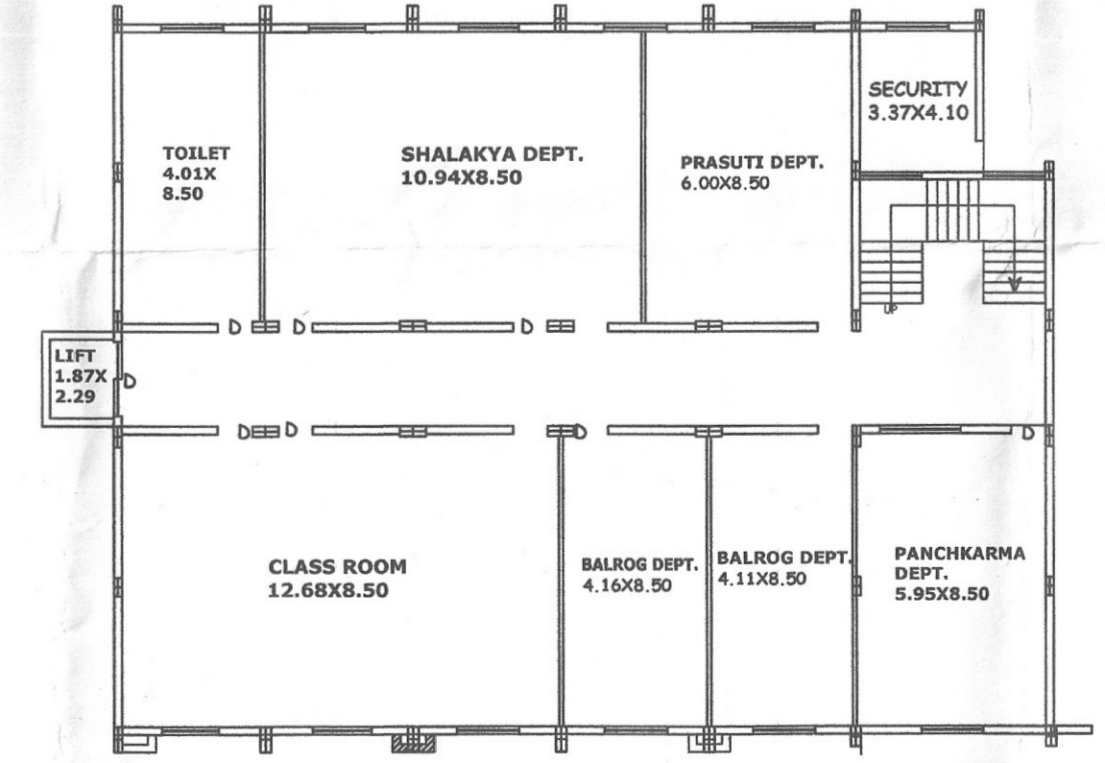 SECURITY
3.37X4.10
TOILET
4.01X
8.50
SHALAKYA DEPT.
10.94X8.50
PRASUTI DEPT.
6.00X8.50
UP
D
D
D
LIFT
1.87X
2.29
D
D
D
D
D
CLASS ROOM
12.68X8.50
BALROG DEPT.
4.16X8.50
BALROG DEPT.
4.11X8.50
PANCHKARMA
DEPT.
5.95X8.50